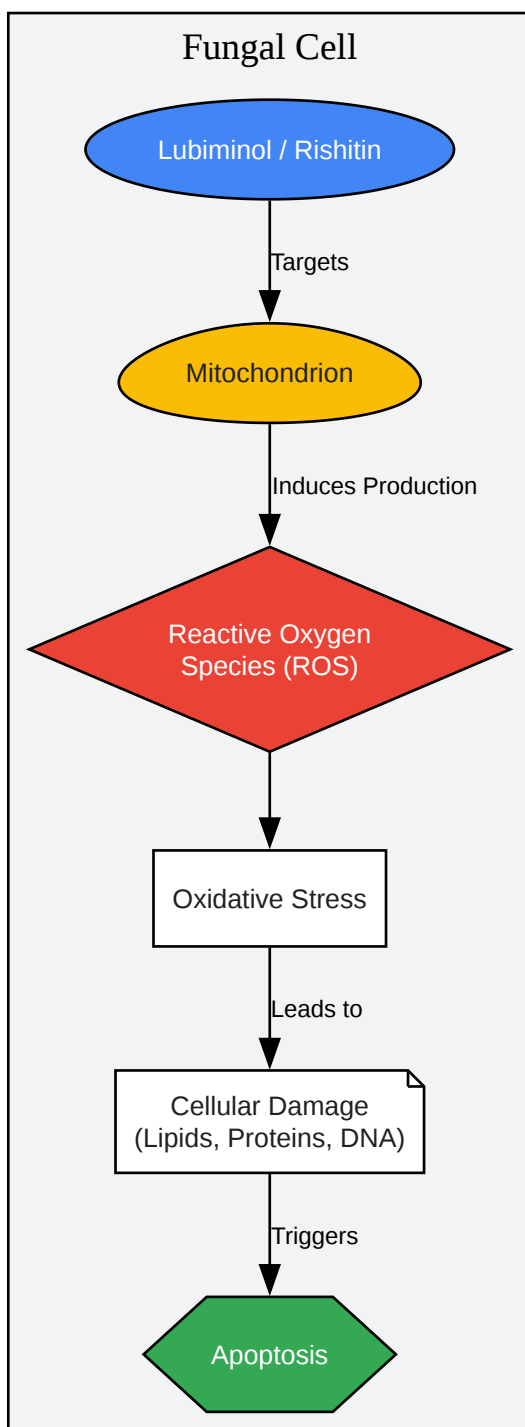 Fungal Cell
Lubiminol / Rishitin
Targets
Mitochondrion
Induces Production
Reactive Oxygen
Species (ROS)
Oxidative Stress
Leads to
Cellular Damage
(Lipids, Proteins, DNA)
Triggers
Apoptosis